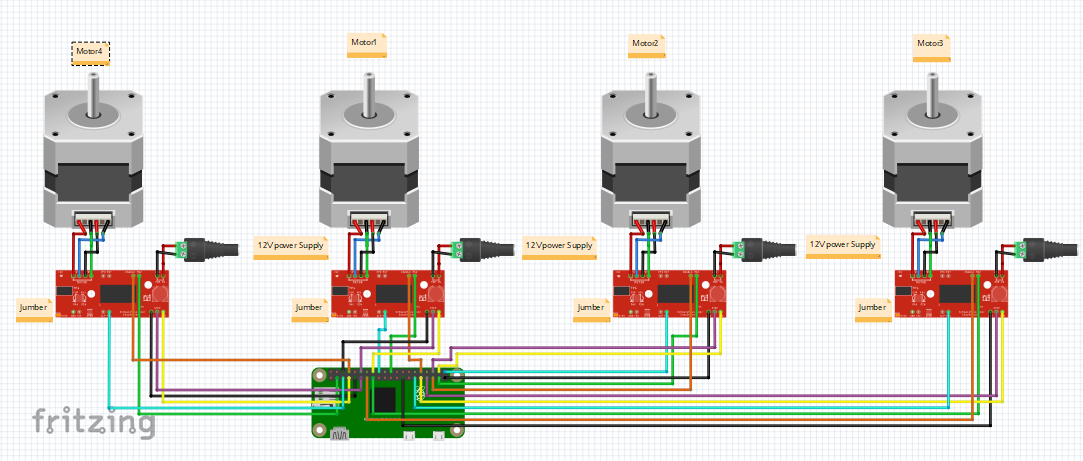 Motor4
Motor1
Motor2
Motor3
12V power Supply
12V power Supply
12V power Supply
Jumber
Jumber
Jumber
Jumber
fritzing